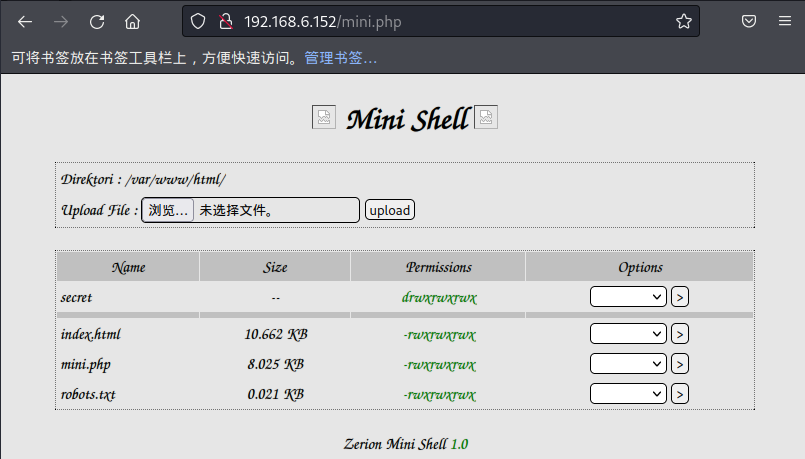 192.168.6.152/mini.php
可将书签放在书签工具栏上，方便快速访问。管理书签…
Mini Shell
Direktori : /var/www/html/
Upload File : 浏览… 未选择文件。 upload
Name Size Permissions Options
secret -- drwxrwxrwx >
index.html 10.662 KB -rwxrwxrwx >
mini.php 8.025 KB -rwxrwxrwx >
robots.txt 0.021 KB -rwxrwxrwx >
Zerion Mini Shell 1.0